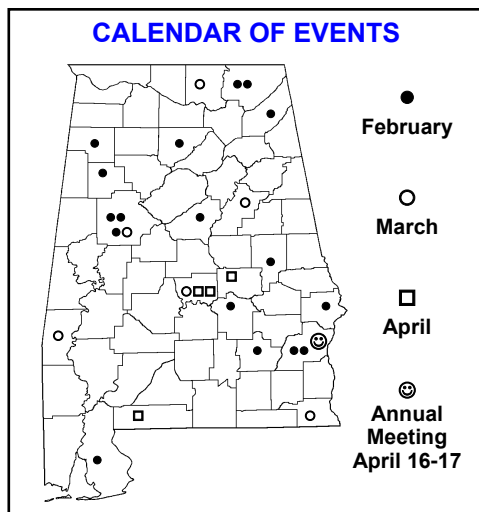 CALENDAR OF EVENTS
February
March
April
Annual
Meeting
April 16-17